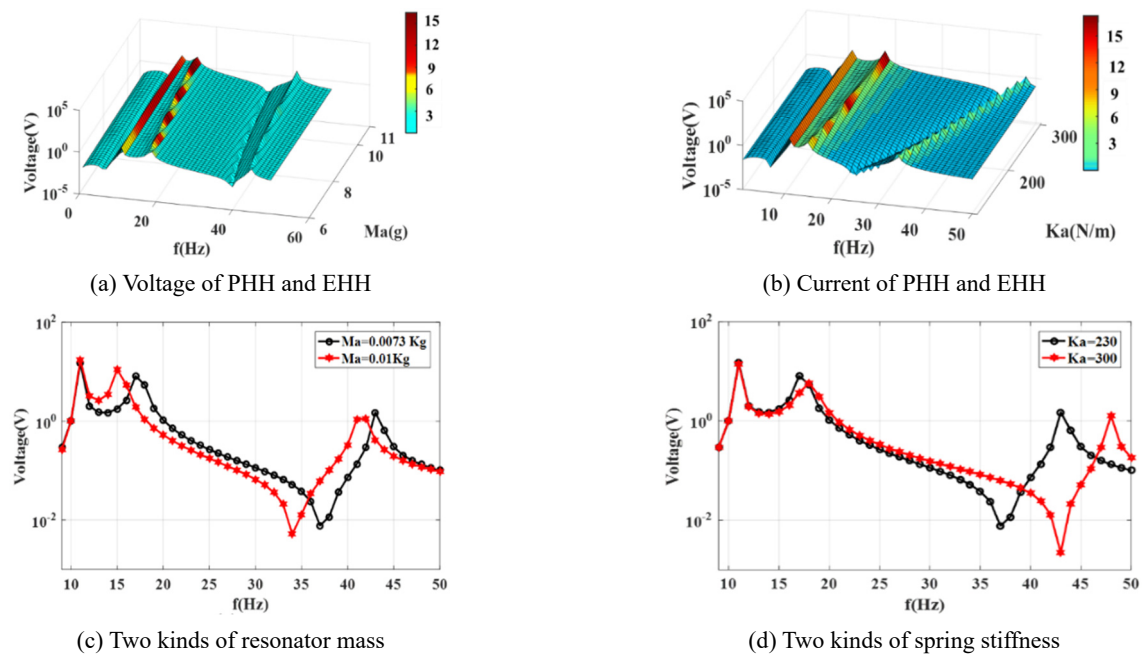 15
12
9
6
3
10^5
10^0
10^-5
Voltage(V)
0
20
40
60
f(Hz)
6
8
10
11
Ma(g)
(a) Voltage of PHH and EHH
15
12
9
6
3
10^5
10^0
10^-5
Voltage(V)
10
20
30
40
50
f(Hz)
200
300
Ka(N/m)
(b) Current of PHH and EHH
10^2
10^0
10^-2
Voltage(V)
Ma=0.0073 Kg
Ma=0.01Kg
10 15 20 25 30 35 40 45 50
f(Hz)
(c) Two kinds of resonator mass
10^2
10^0
10^-2
Voltage(V)
Ka=230
Ka=300
10 15 20 25 30 35 40 45 50
f(Hz)
(d) Two kinds of spring stiffness